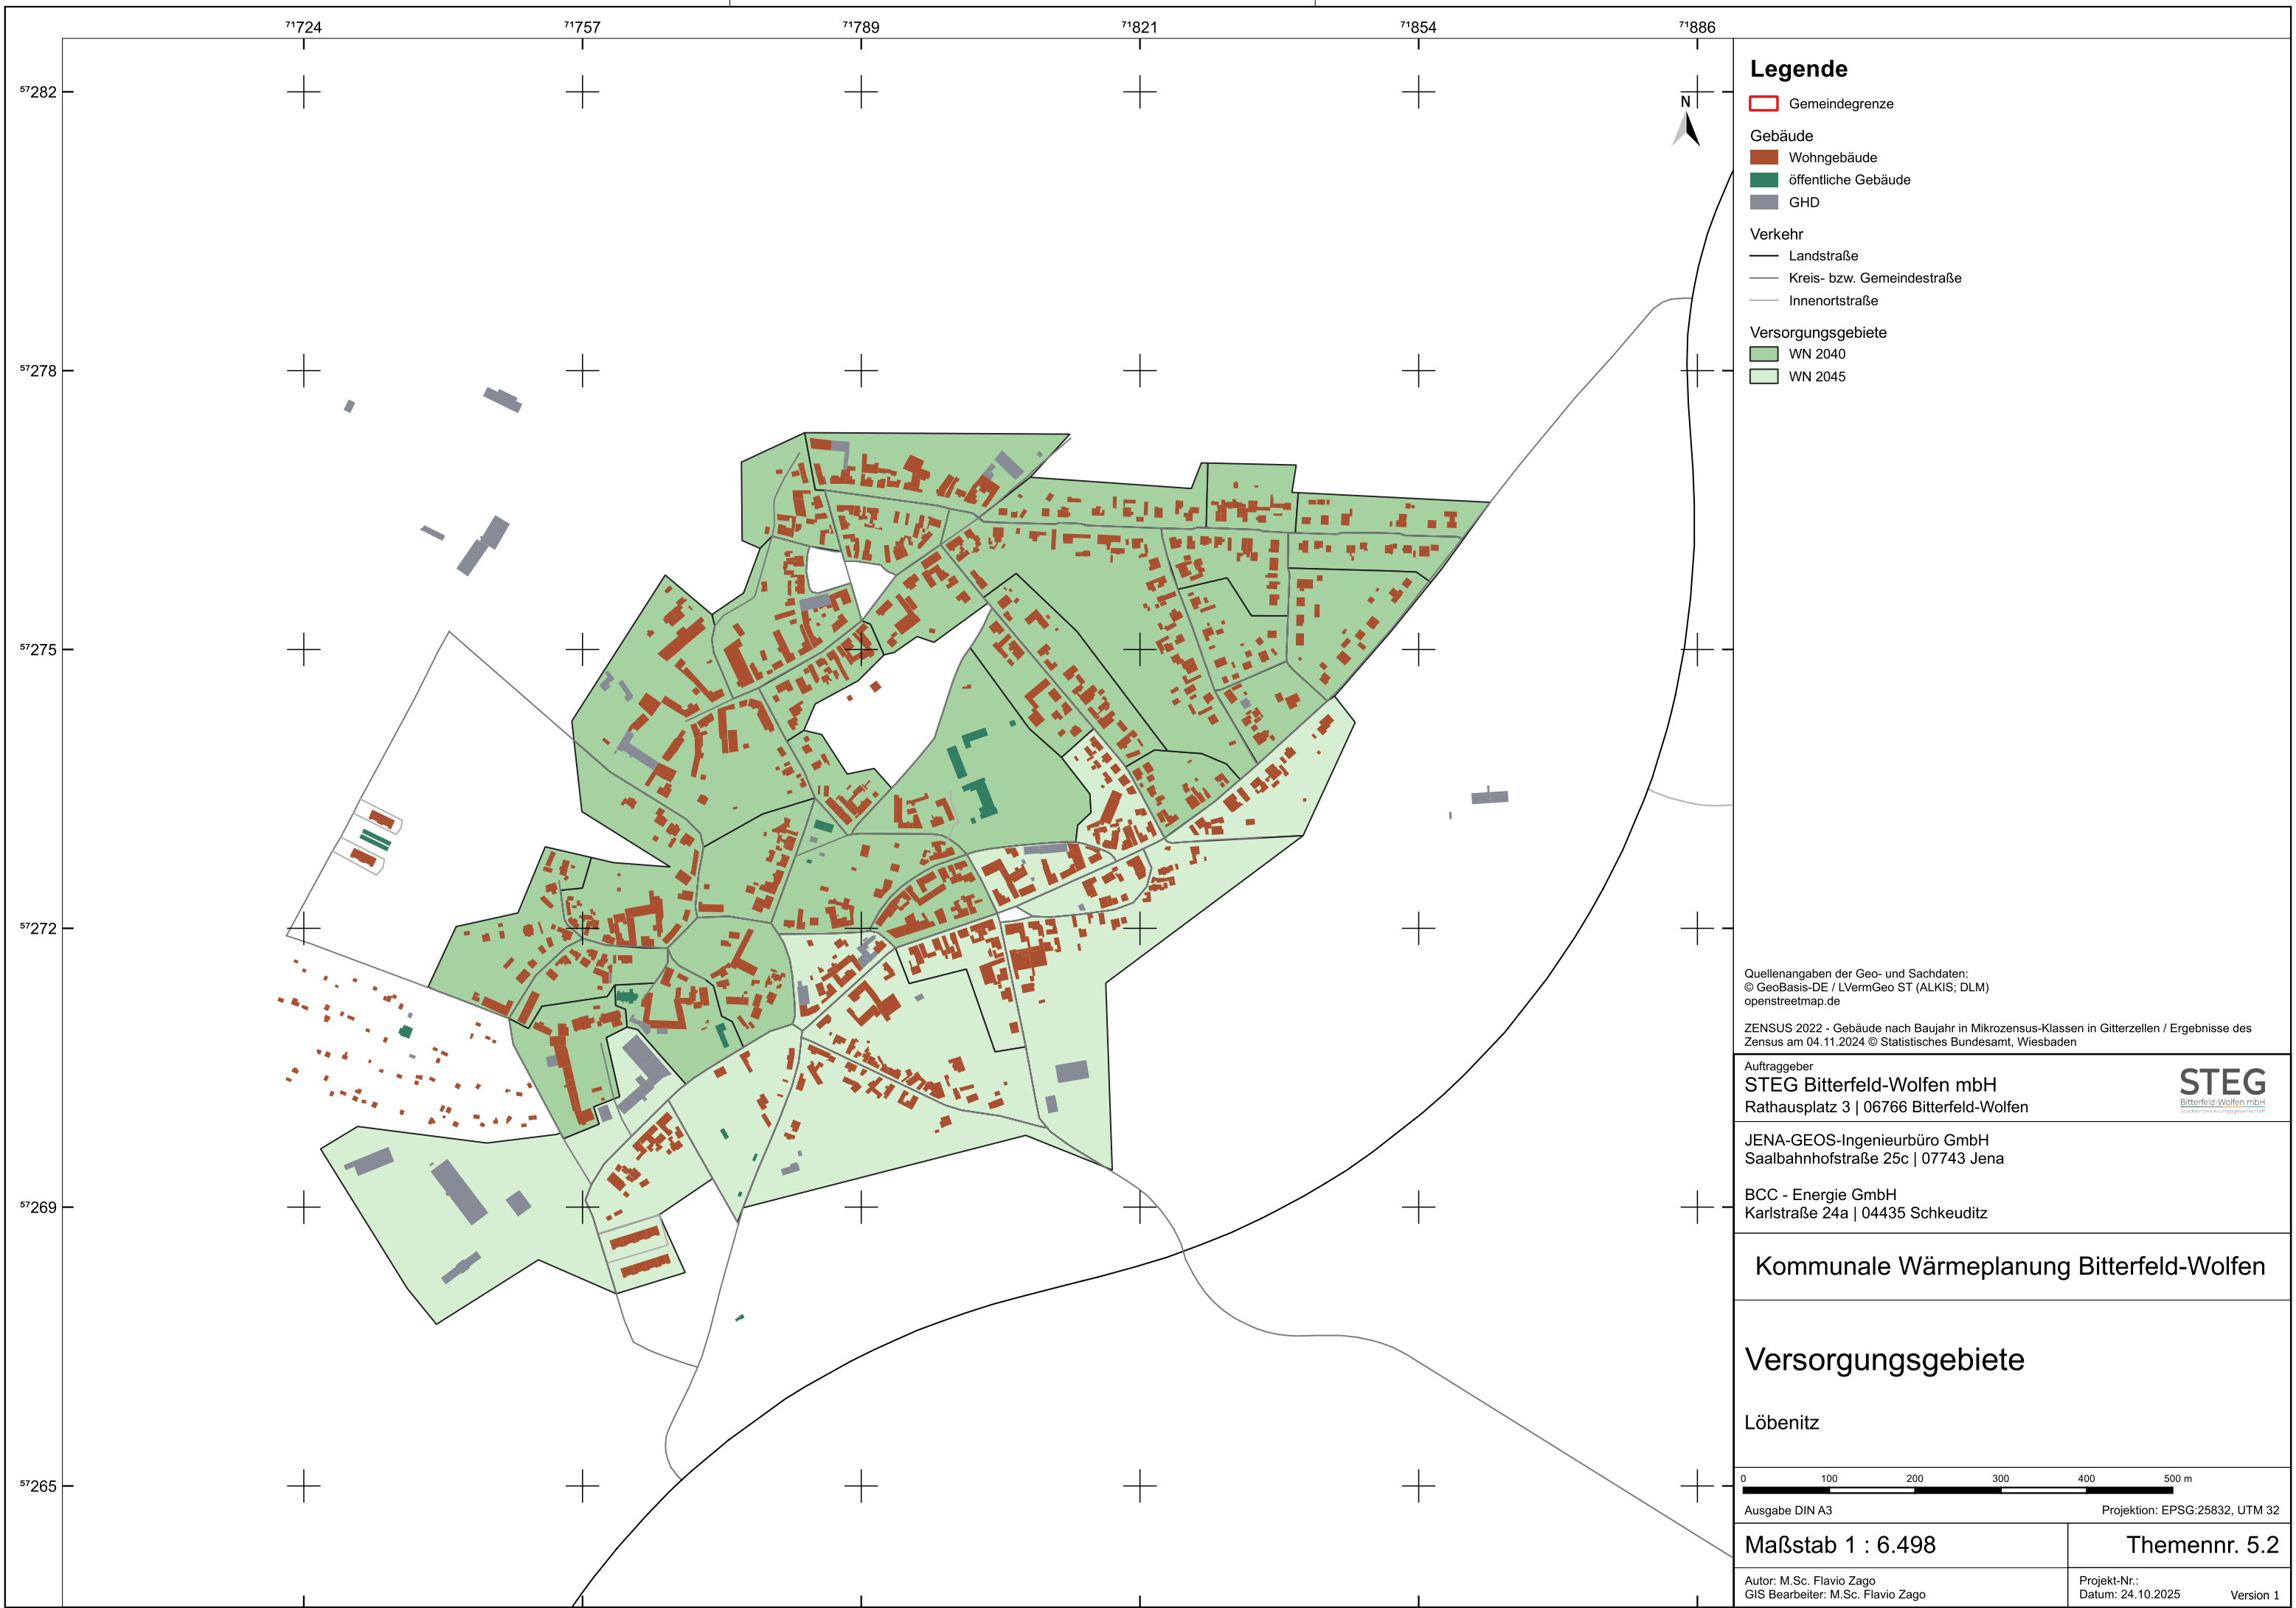 71724 71757 71789 71821 71854 71886
57282
57278
57275
57272
57269
57265
N
Legende
Gemeindegrenze
Gebäude
Wohngebäude
öffentliche Gebäude
GHD
Verkehr
Landstraße
Kreis- bzw. Gemeindestraße
Innenortstraße
Versorgungsgebiete
WN 2040
WN 2045
Quellenangaben der Geo- und Sachdaten:
© GeoBasis-DE / LVermGeo ST (ALKIS; DLM)
openstreetmap.de
ZENSUS 2022 - Gebäude nach Baujahr in Mikrozensus-Klassen in Gitterzellen / Ergebnisse des
Zensus am 04.11.2024 © Statistisches Bundesamt, Wiesbaden
Auftraggeber
STEG Bitterfeld-Wolfen mbH
Rathausplatz 3 | 06766 Bitterfeld-Wolfen
STEG
Bitterfeld-Wolfen mbH
Stadtentwicklungsgesellschaft
JENA-GEOS-Ingenieurbüro GmbH
Saalbahnhofstraße 25c | 07743 Jena
BCC - Energie GmbH
Karlstraße 24a | 04435 Schkeuditz
Kommunale Wärmeplanung Bitterfeld-Wolfen
Versorgungsgebiete
Löbenitz
0 100 200 300 400 500 m
Ausgabe DIN A3 Projektion: EPSG:25832, UTM 32
Maßstab 1 : 6.498 Themennr. 5.2
Autor: M.Sc. Flavio Zago Projekt-Nr.:
GIS Bearbeiter: M.Sc. Flavio Zago Datum: 24.10.2025 Version 1